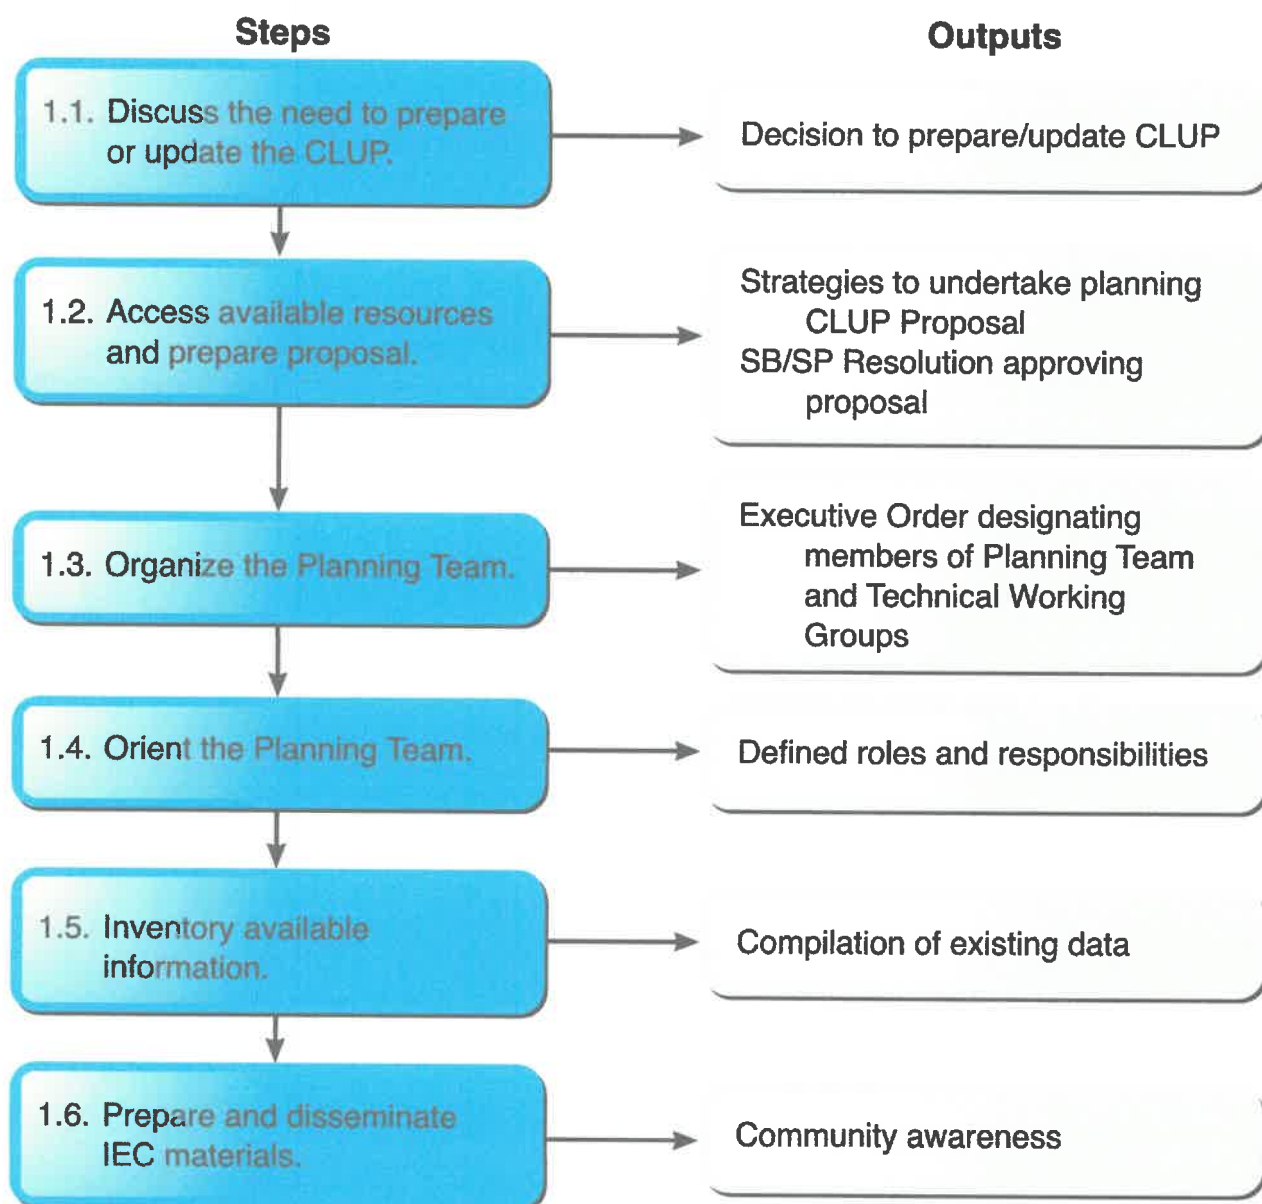 Steps
Outputs
1.1. Discuss the need to prepare
or update the CLUP.
Decision to prepare/update CLUP
1.2. Access available resources
and prepare proposal.
Strategies to undertake planning
CLUP Proposal
SB/SP Resolution approving
proposal
1.3. Organize the Planning Team.
Executive Order designating
members of Planning Team
and Technical Working
Groups
1.4. Orient the Planning Team.
Defined roles and responsibilities
1.5. Inventory available
information.
Compilation of existing data
1.6. Prepare and disseminate
IEC materials.
Community awareness